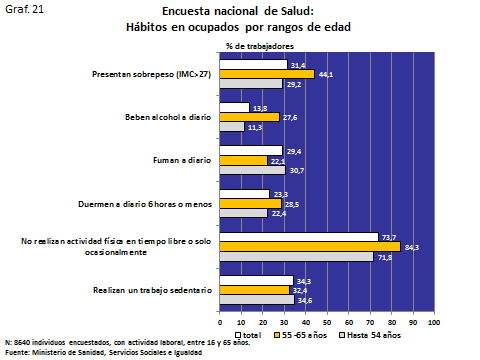 Graf. 21
Encuesta nacional de Salud:
Hábitos en ocupados por rangos de edad
% de trabajadores
Presentan sobrepeso (IMC>27)
31,4
44,1
29,2
Beben alcohol a diario
13,8
27,6
11,3
Fuman a diario
29,4
22,1
30,7
Duermen a diario 6 horas o menos
23,3
28,5
22,4
No realizan actividad física en tiempo libre o solo
ocasionalmente
73,7
84,3
71,8
Realizan un trabajo sedentario
34,3
32,4
34,6
0 10 20 30 40 50 60 70 80 90 100
total 55 -65 años Hasta 54 años
N: 8640 individuos encuestados, con actividad laboral, entre 16 y 65 años.
Fuente: Ministerio de Sanidad, Servicios Sociales e Igualdad